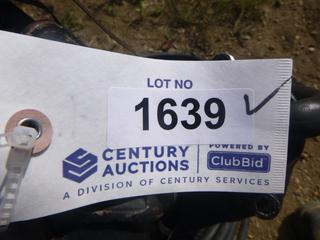 LOT NO
1639
CENTURY AUCTIONS
POWERED BY ClubBid
A DIVISION OF CENTURY SERVICES